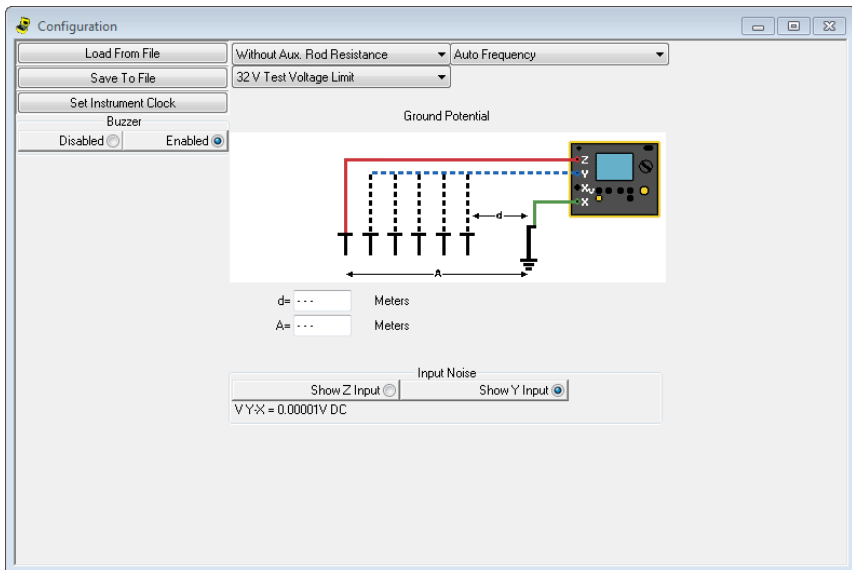 Configuration
Load From File
Without Aux. Rod Resistance
Auto Frequency
Save To File
32 V Test Voltage Limit
Set Instrument Clock
Buzzer
Disabled
Enabled
Ground Potential
Z
Y
Xv
X
d
A
d= ---
Meters
A= ---
Meters
Input Noise
Show Z Input
Show Y Input
V Y-X = 0.00001V DC